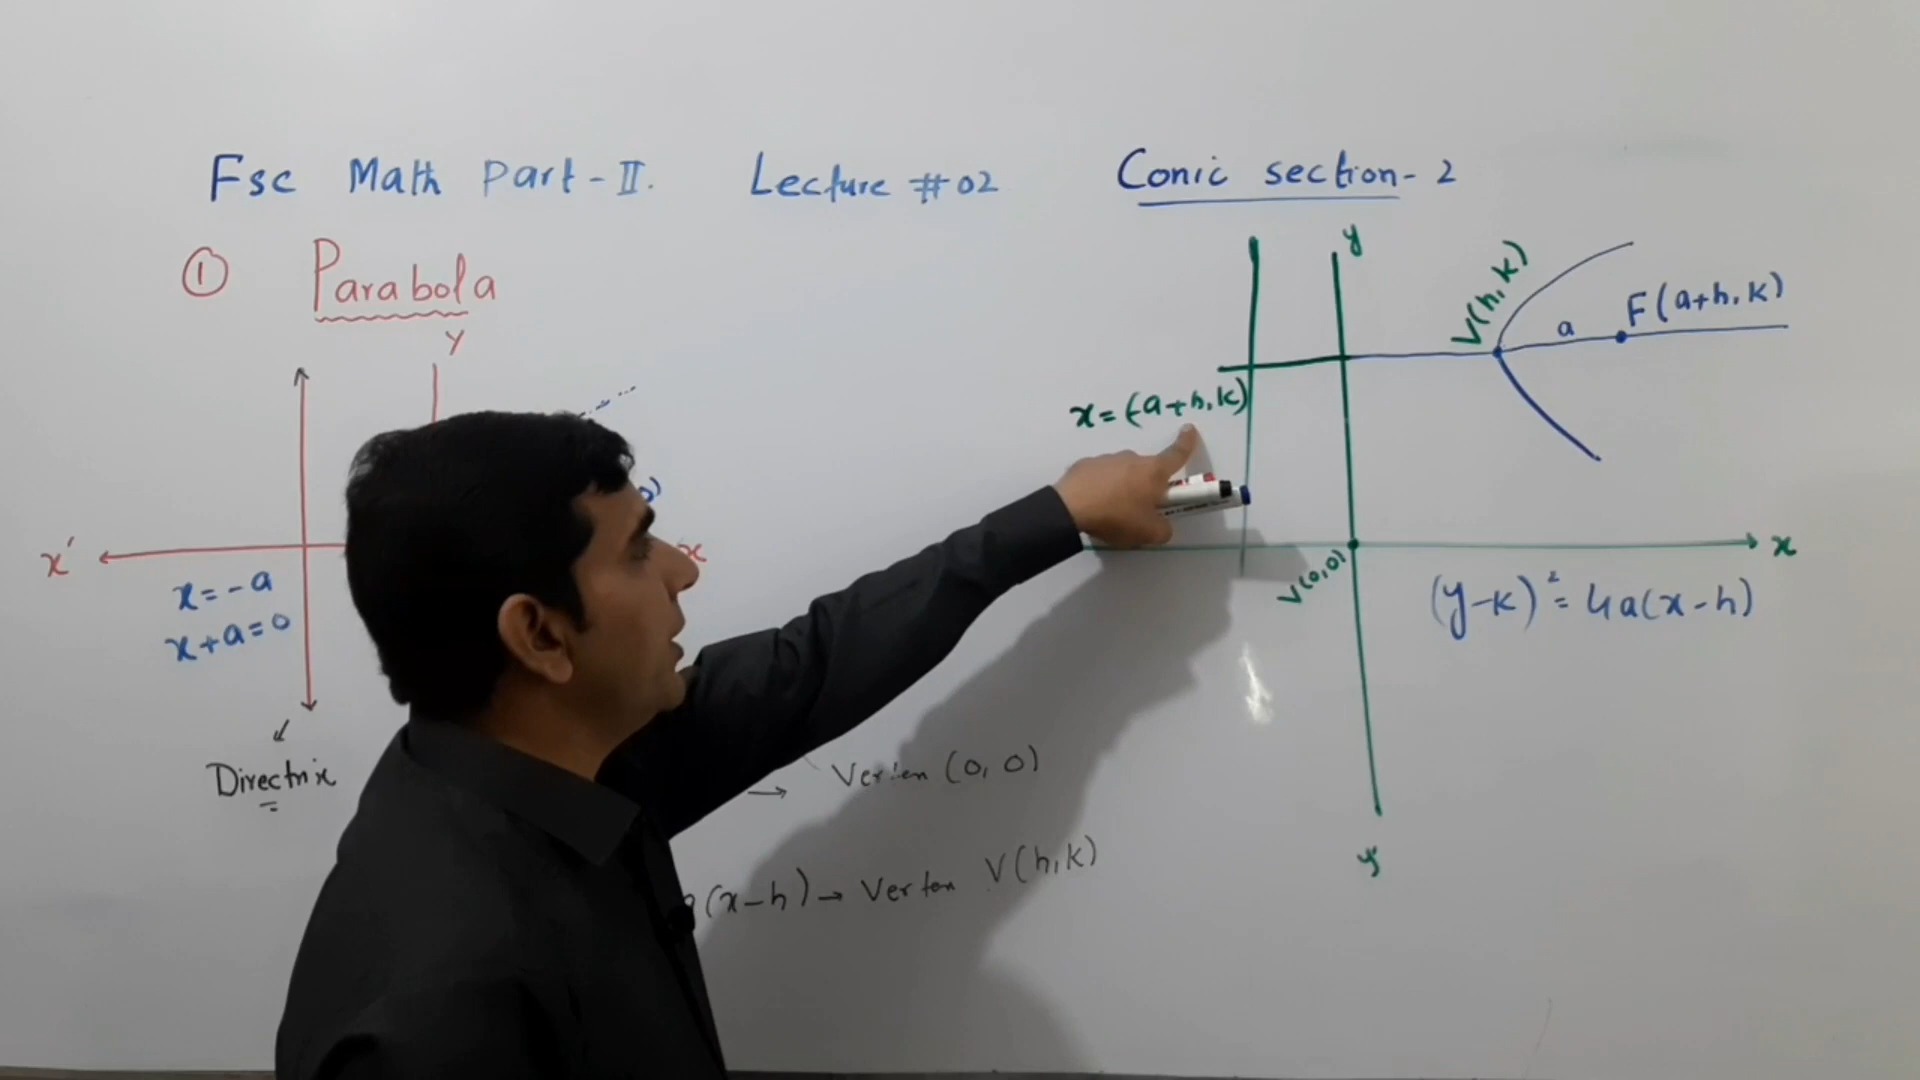 Fsc Math Part-II. Lecture #02 Conic section-2
① Parabola
y
x'
x
x=-a
x+a=0
Directrix
0)
→ Vertex (0, 0)
(x-h) → Vertex V(h,k)
y
V(h,k)
a
F(a+h,k)
x=(-a+h,k)
x
V(0,0)
(y-k)²=4a(x-h)
y'